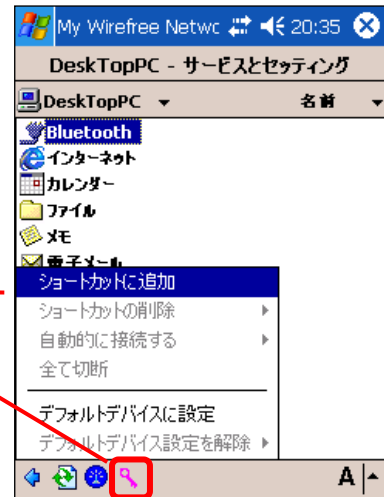 My Wirefree Netwc 20:35
DeskTopPC - サービスとセッティング
DeskTopPC 名前
Bluetooth
インターネット
カレンダー
ファイル
メモ
電子メール
ショートカットに追加
ショートカットの削除
自動的に接続する
全て切断
デフォルトデバイスに設定
デフォルトデバイス設定を解除
A